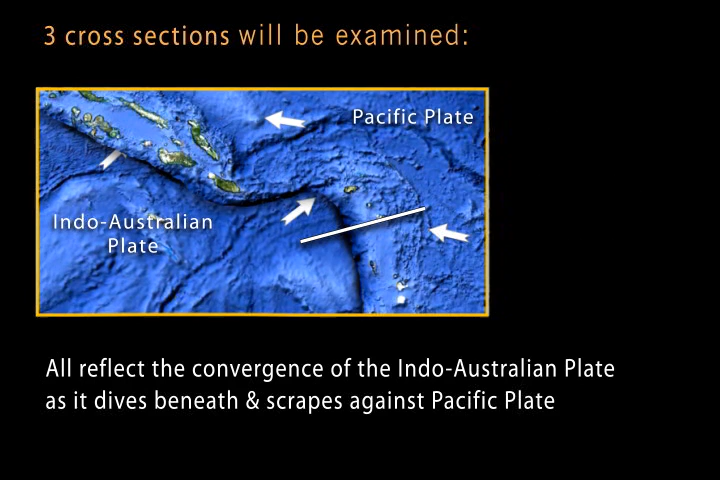 3 cross sections will be examined:
Pacific Plate
Indo-Australian
Plate
All reflect the convergence of the Indo-Australian Plate
as it dives beneath & scrapes against Pacific Plate